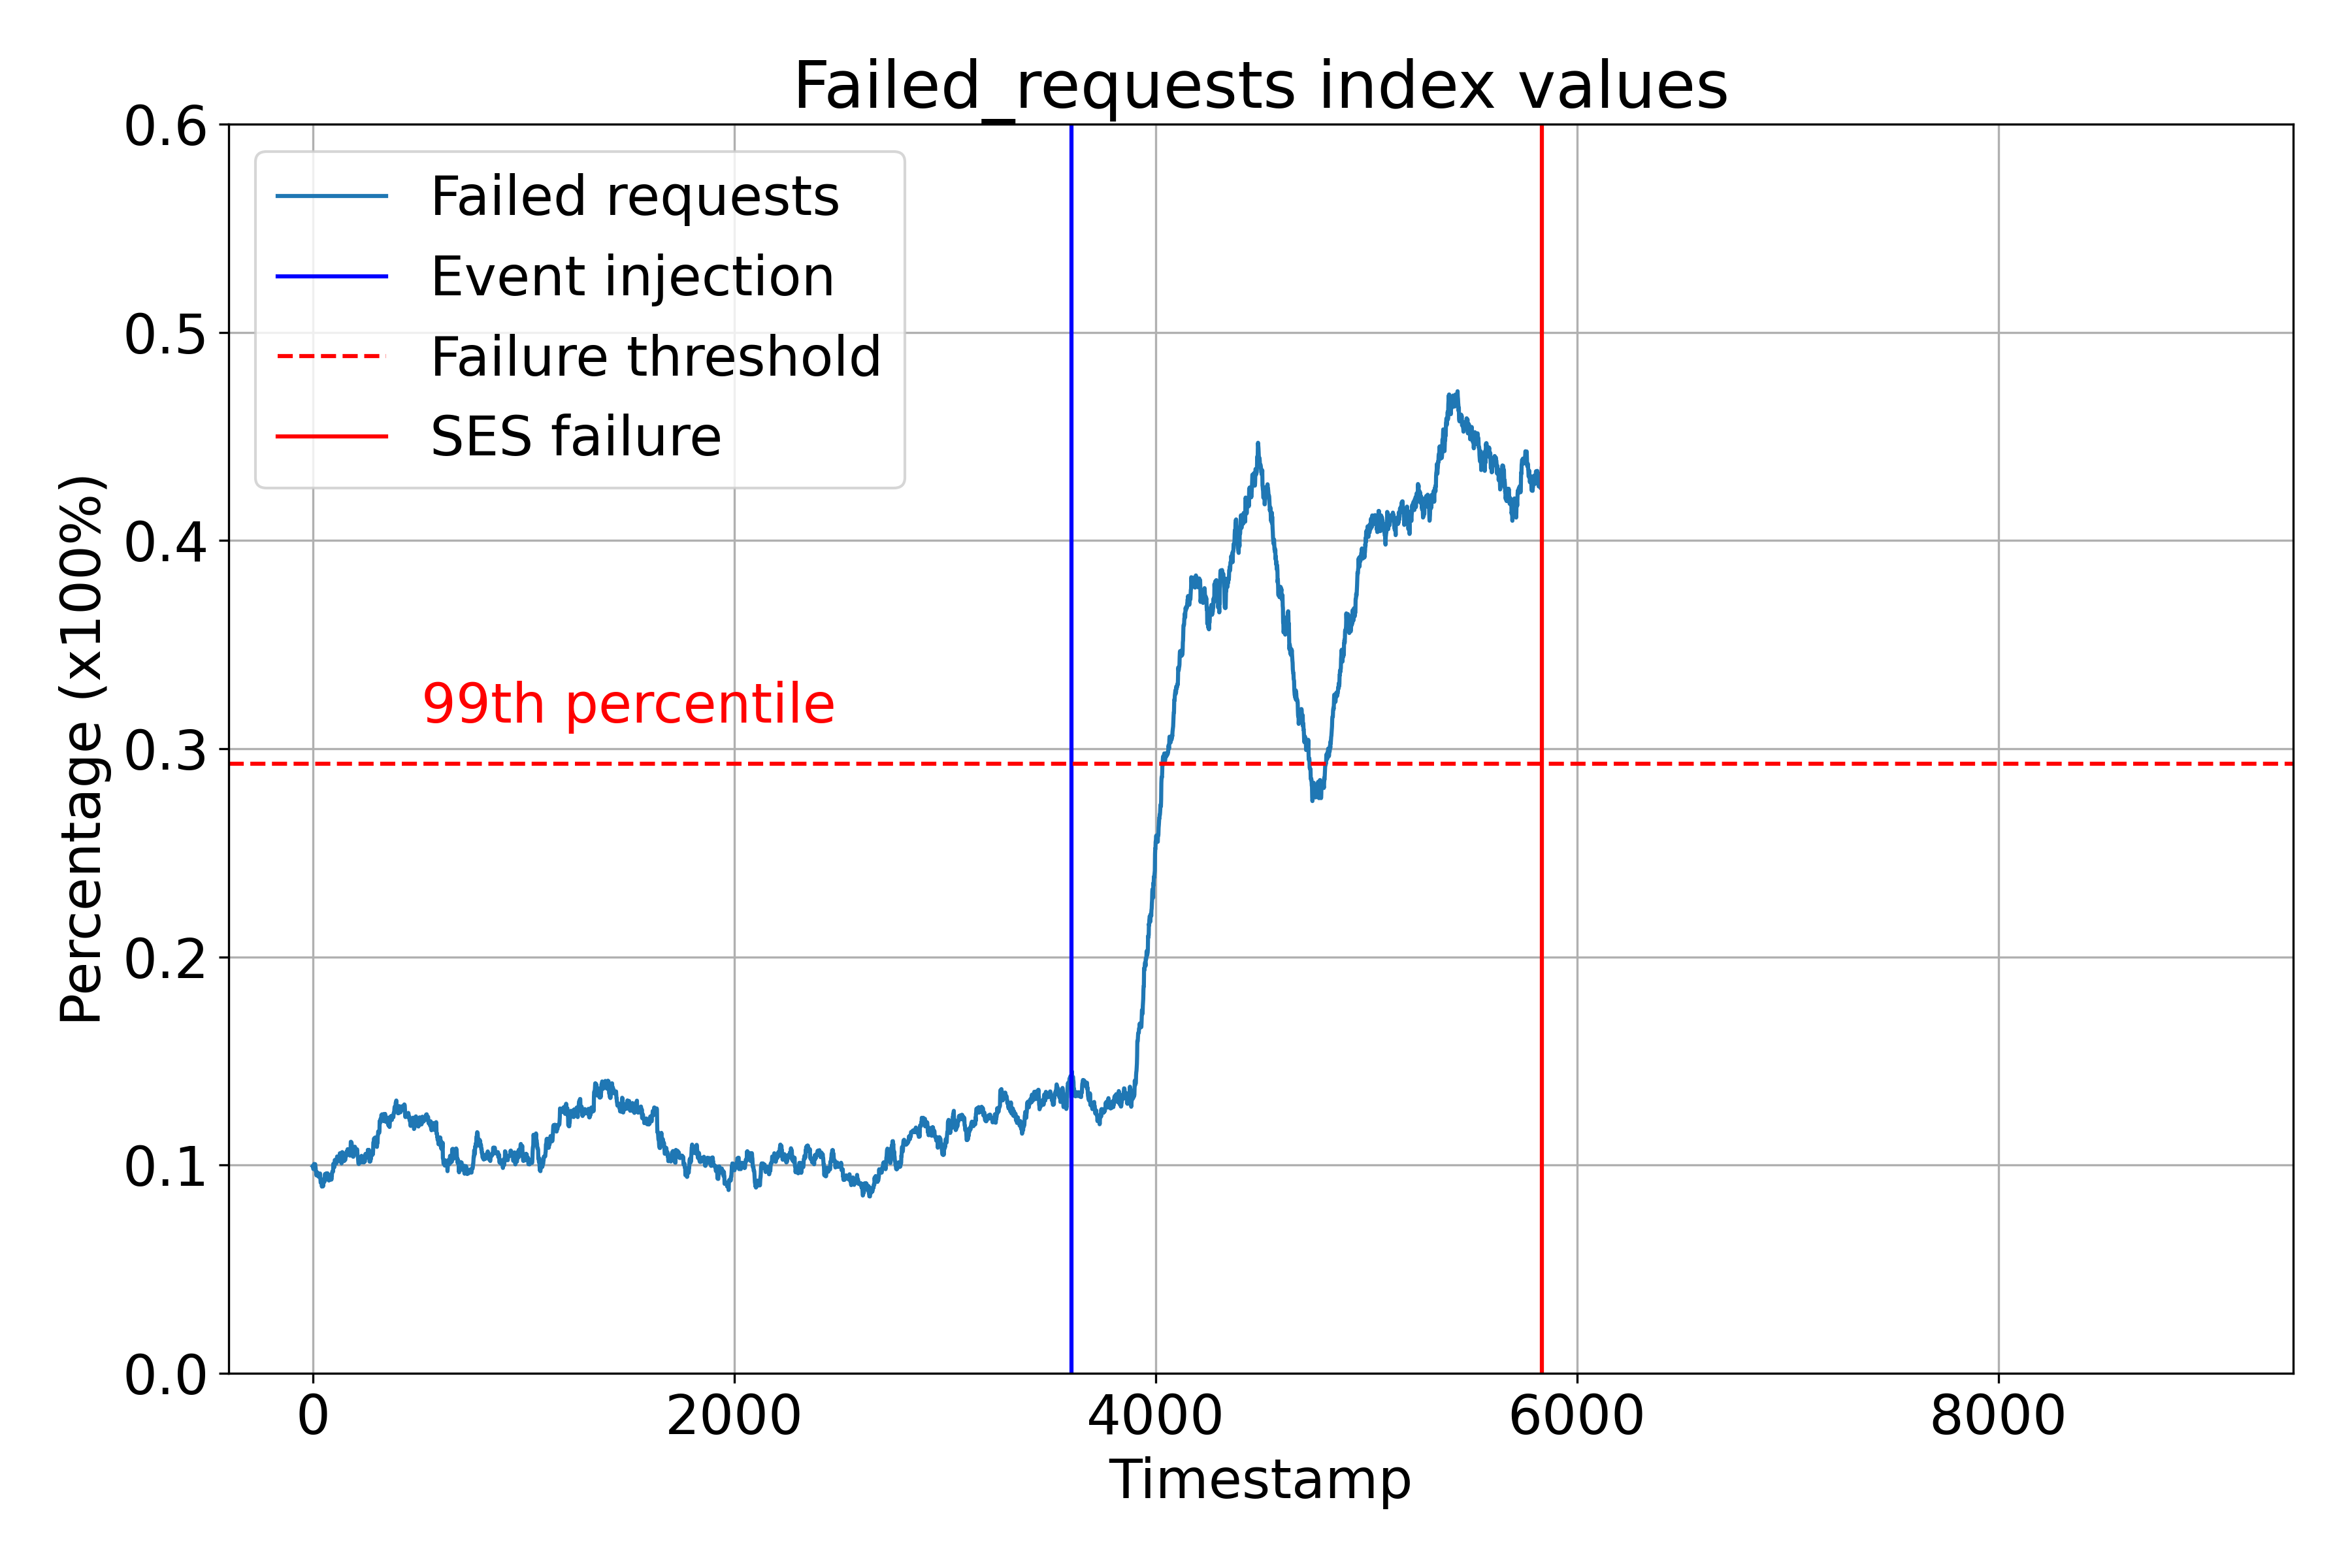 Failed_requests index values
0.6
0.5
0.4
0.3
0.2
0.1
0.0
Percentage (x100%)
Failed requests
Event injection
Failure threshold
SES failure
99th percentile
0 2000 4000 6000 8000
Timestamp